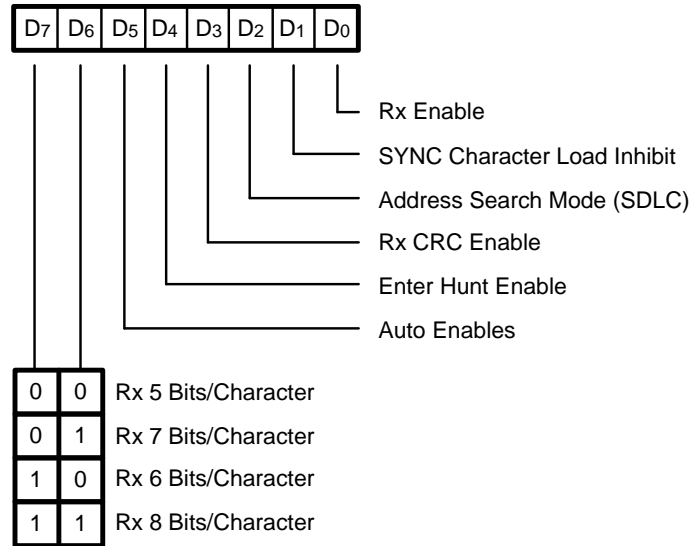 D7 D6 D5 D4 D3 D2 D1 D0
Rx Enable
SYNC Character Load Inhibit
Address Search Mode (SDLC)
Rx CRC Enable
Enter Hunt Enable
Auto Enables
0 0 Rx 5 Bits/Character
0 1 Rx 7 Bits/Character
1 0 Rx 6 Bits/Character
1 1 Rx 8 Bits/Character